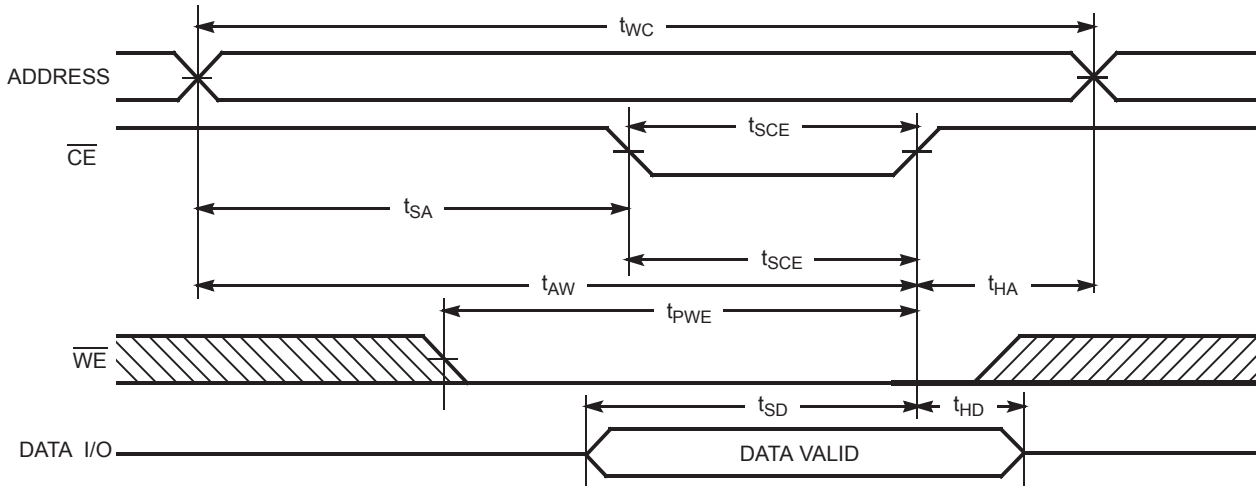 tWC
ADDRESS
tSCE
CE
tSA
tSCE
tAW
tHA
tPWE
WE
tSD
tHD
DATA I/O
DATA VALID